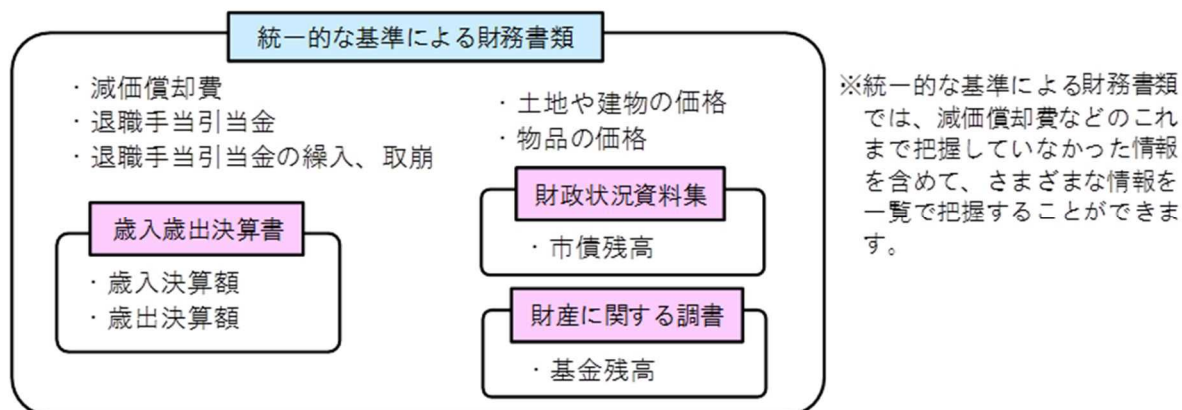 統一的な基準による財務書類
・減価償却費
・退職手当引当金
・退職手当引当金の繰入、取崩
歳入歳出決算書
・歳入決算額
・歳出決算額
・土地や建物の価格
・物品の価格
財政状況資料集
・市債残高
財産に関する調書
・基金残高
※統一的な基準による財務書類
では、減価償却費などのこれ
まで把握していなかった情報
を含めて、さまざまな情報を
一覧で把握することができま
す。